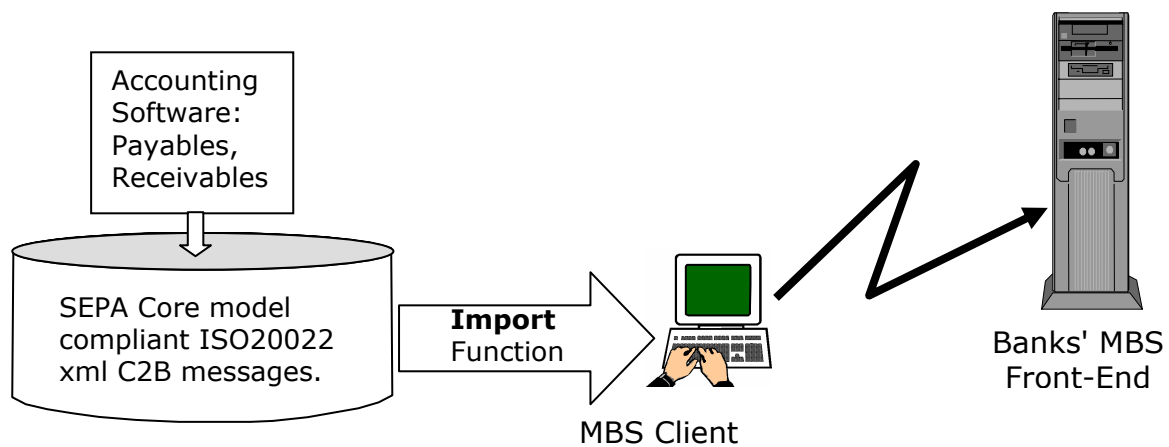 Accounting
Software:
Payables,
Receivables
SEPA Core model
compliant ISO20022
xml C2B messages.
Import
Function
MBS Client
Banks' MBS
Front-End